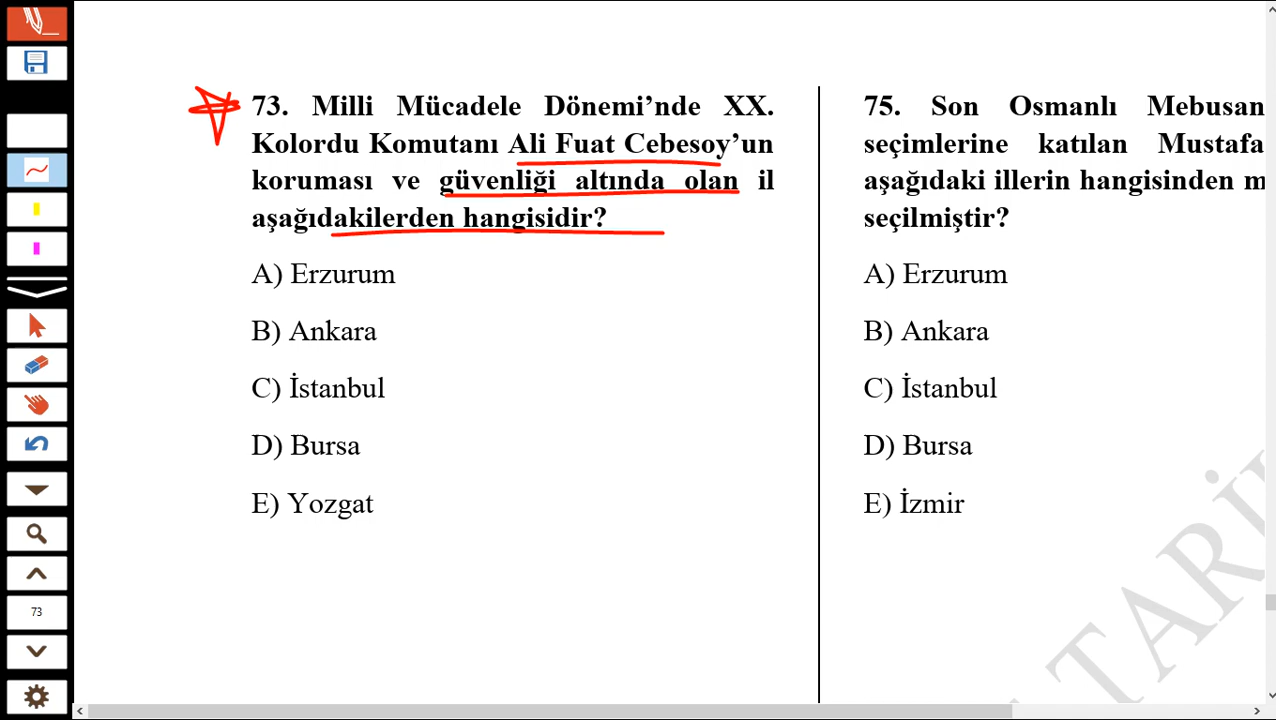 73. Milli Mücadele Dönemi’nde XX.
Kolordu Komutanı Ali Fuat Cebesoy’un
koruması ve güvenliği altında olan il
aşağıdakilerden hangisidir?
A) Erzurum
B) Ankara
C) İstanbul
D) Bursa
E) Yozgat
75. Son Osmanlı Mebusan
seçimlerine katılan Mustafa
aşağıdaki illerin hangisinden m
seçilmiştir?
A) Erzurum
B) Ankara
C) İstanbul
D) Bursa
E) İzmir
TARİ
73